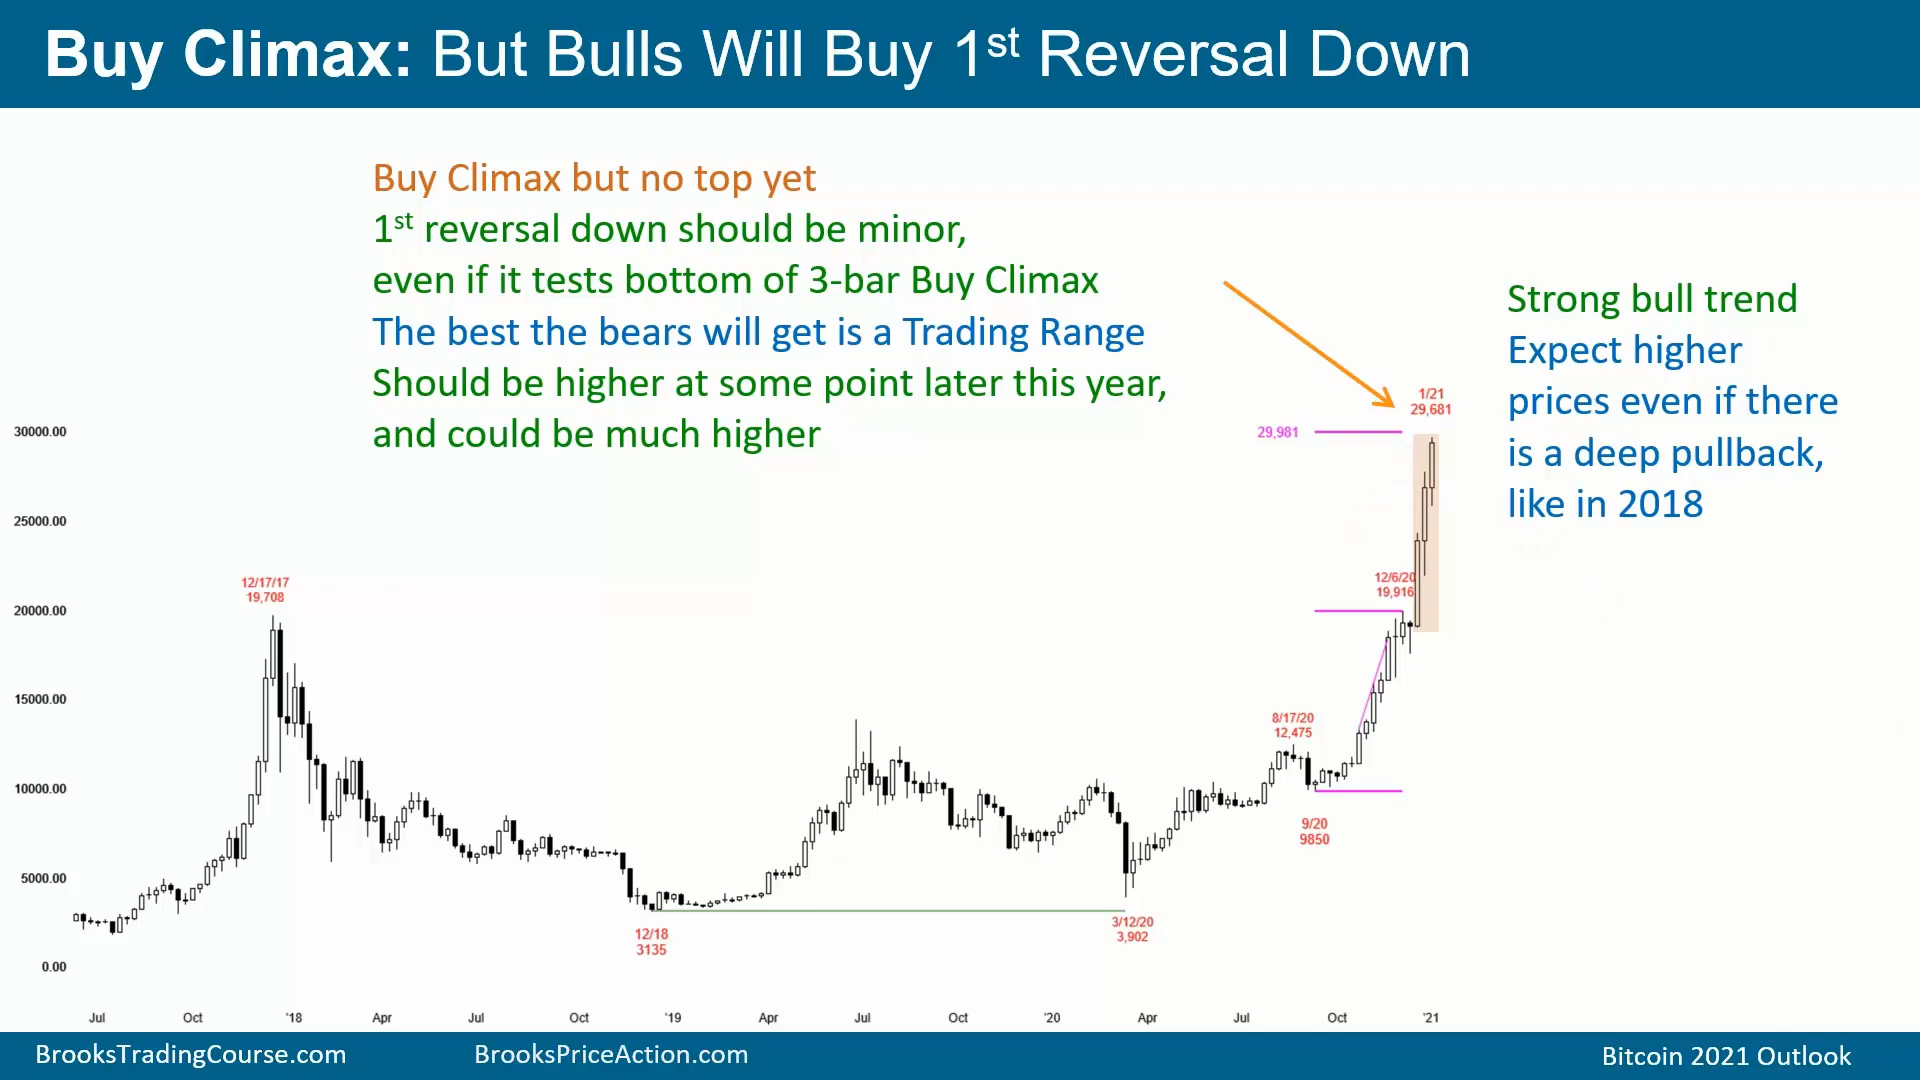 Buy Climax: But Bulls Will Buy 1st Reversal Down
Buy Climax but no top yet
1st reversal down should be minor,
even if it tests bottom of 3-bar Buy Climax
The best the bears will get is a Trading Range
Should be higher at some point later this year,
and could be much higher
Strong bull trend
Expect higher
prices even if there
is a deep pullback,
like in 2018
1/21
29,681
29,981
30000.00
25000.00
20000.00
15000.00
10000.00
5000.00
0.00
12/17/17
19,708
12/6/20
19,916
8/17/20
12,475
9/20
9850
12/18
3135
3/12/20
3,902
Jul Oct '18 Apr Jul Oct '19 Apr Jul Oct '20 Apr Jul Oct '21
BrooksTradingCourse.com BrooksPriceAction.com Bitcoin 2021 Outlook